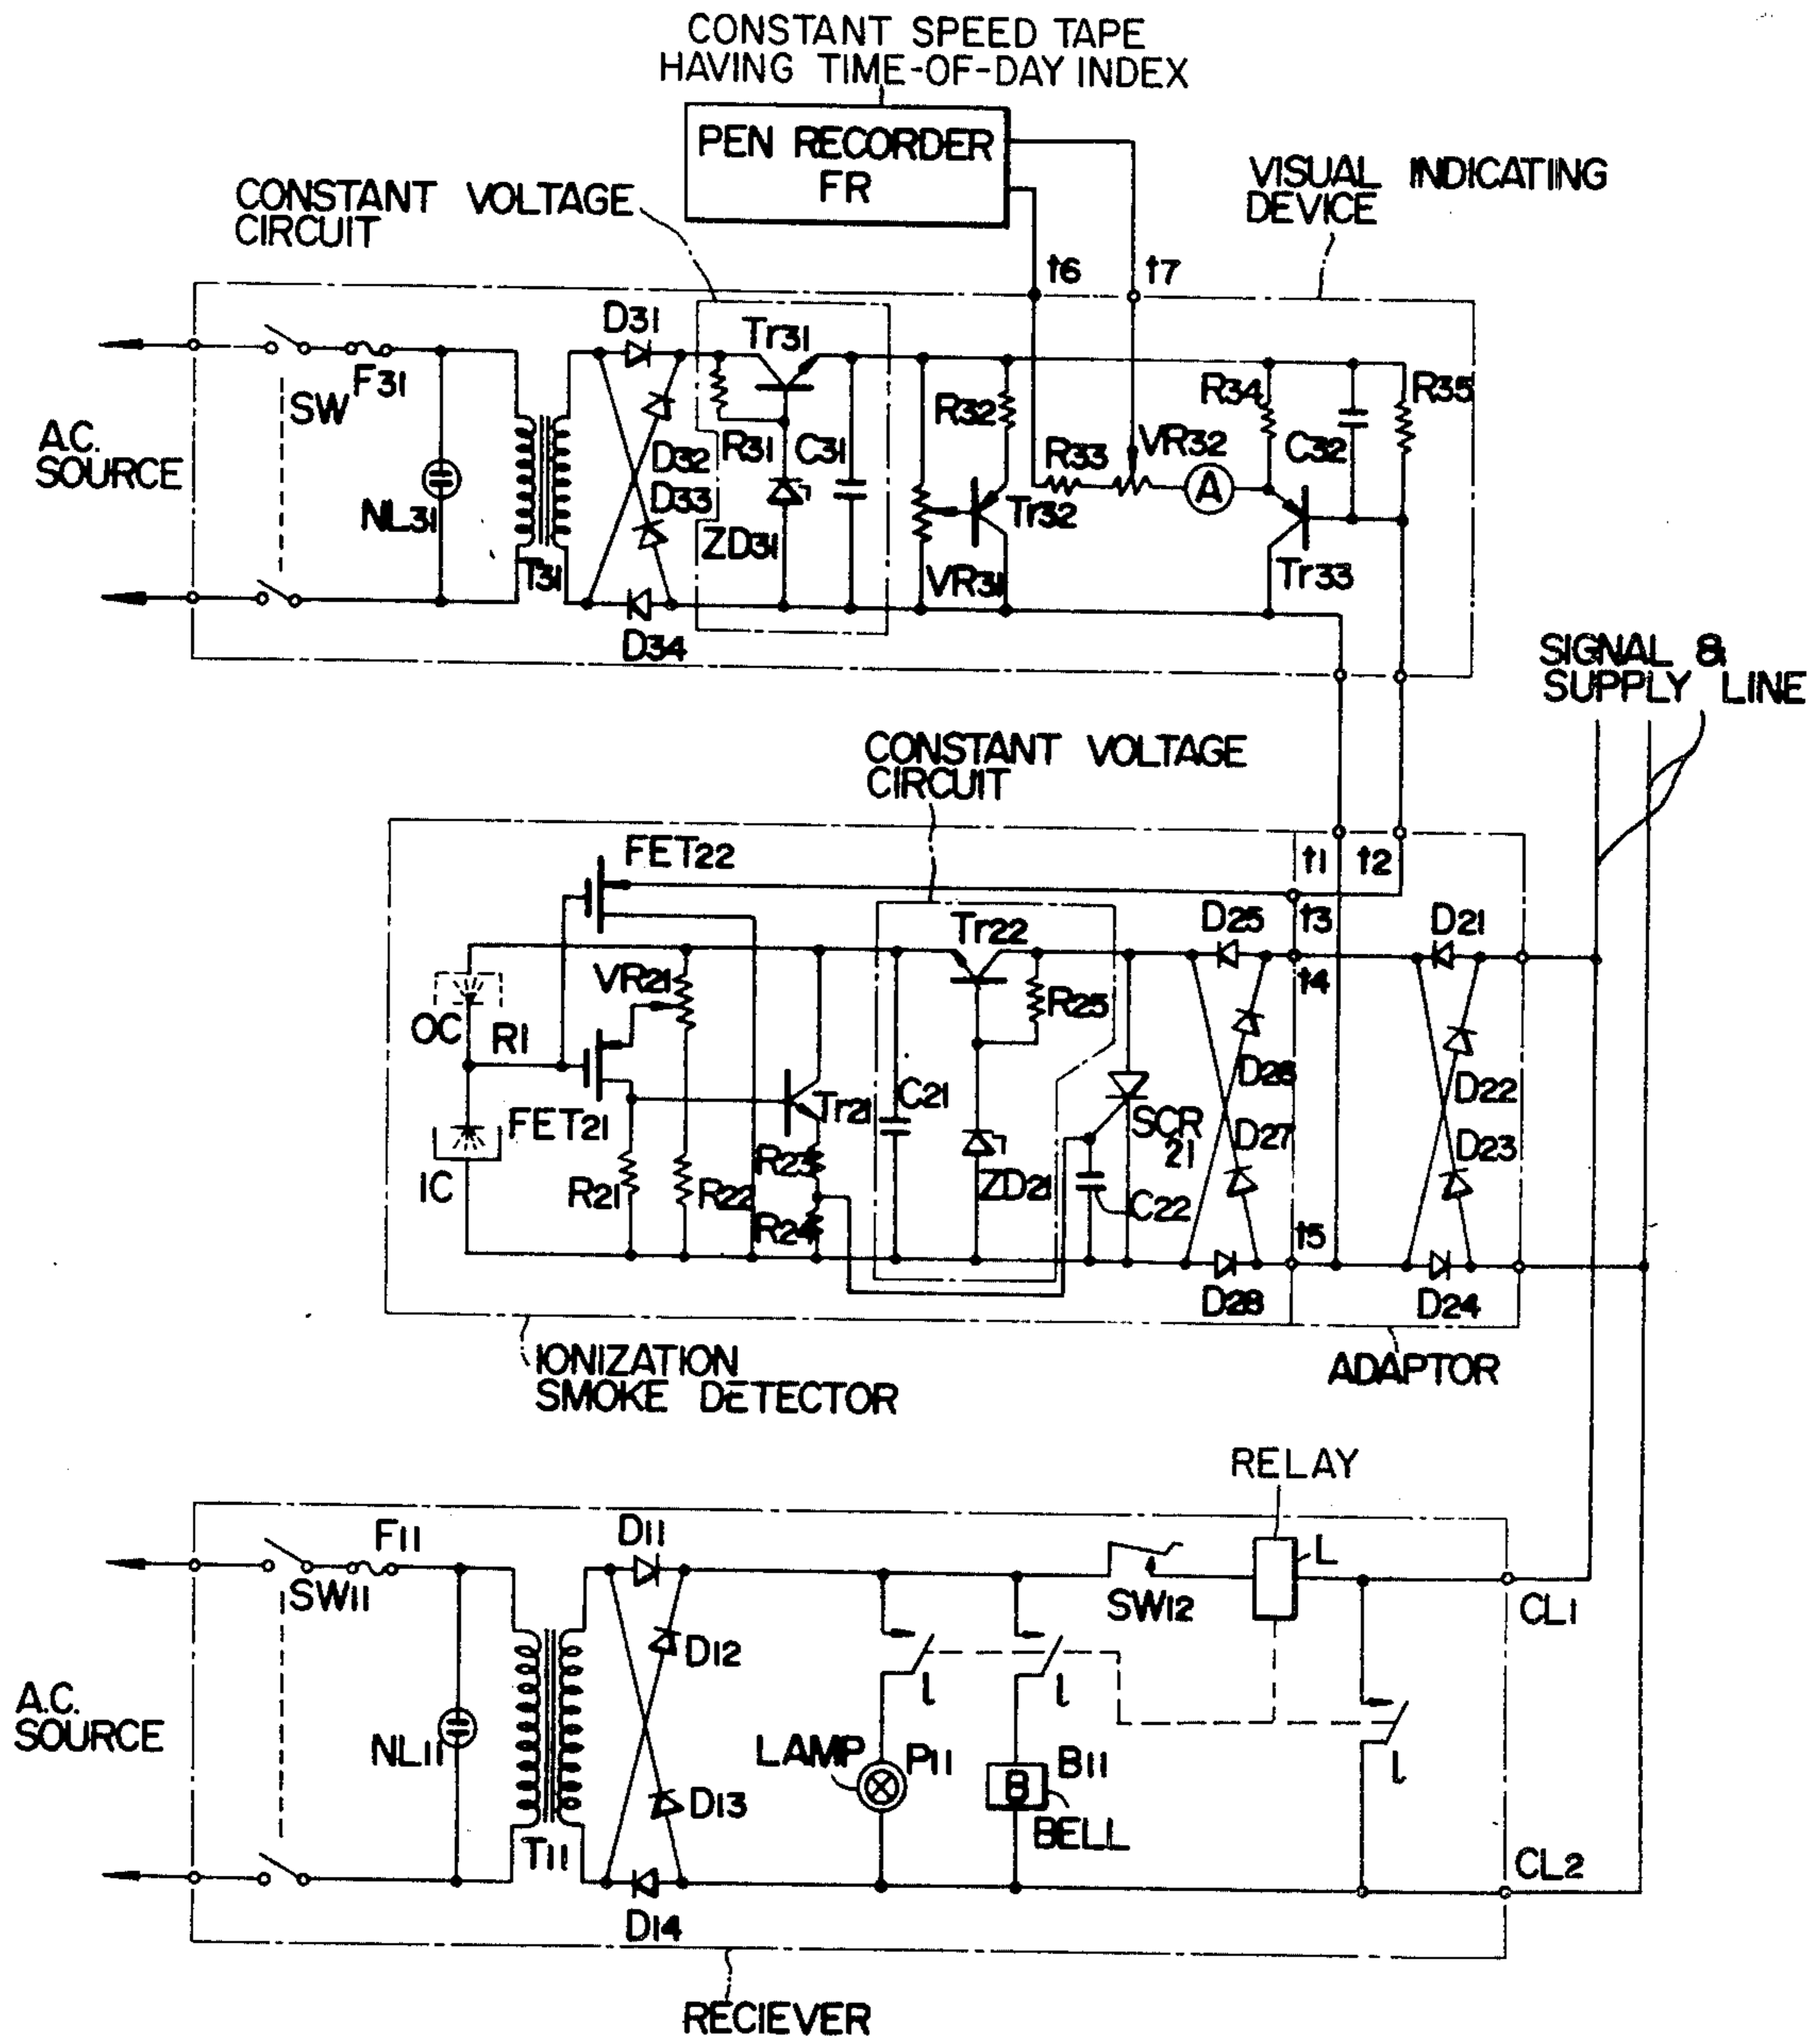 CONSTANT SPEED TAPE
HAVING TIME-OF-DAY INDEX
PEN RECORDER
FR
CONSTANT VOLTAGE
CIRCUIT
VISUAL INDICATING
DEVICE
t6
t7
D31
Tr31
F31
SW
A.C.
SOURCE
NL31
T31
D32
D33
D34
R31
C31
ZD31
R32
VR31
Tr32
R33
VR32
A
R34
C32
R35
Tr33
SIGNAL &
SUPPLY LINE
CONSTANT VOLTAGE
CIRCUIT
FET22
t1
t2
t3
t4
t5
D25
D21
Tr22
VR21
R25
OC
R1
FET21
IC
R21
R22
Tr21
R23
R24
C21
ZD21
SCR
21
C22
D26
D27
D28
D22
D23
D24
IONIZATION
SMOKE DETECTOR
ADAPTOR
RELAY
F11
D11
SW11
SW12
L
CL1
A.C.
SOURCE
NL11
T11
D12
D13
D14
l
l
l
LAMP
P11
B
B11
BELL
CL2
RECIEVER